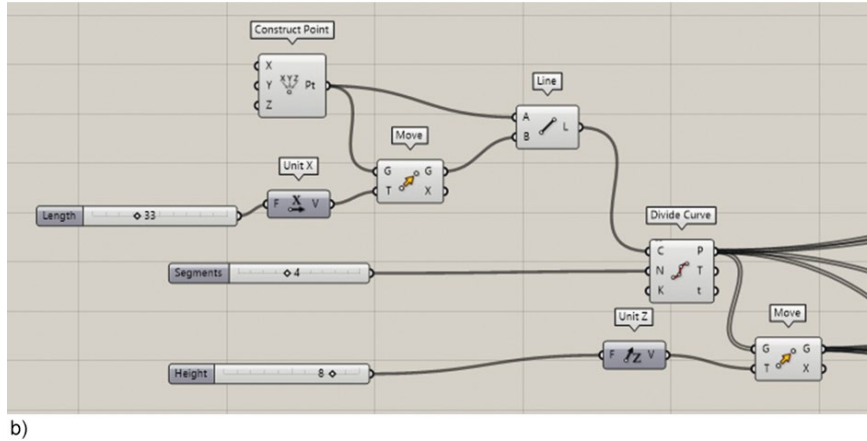 Construct Point
X
Y
Z
X Y Z
Pt
Line
A
B
L
Move
G
T
G
X
Unit X
F
X
V
Length
33
Divide Curve
C
N
K
P
T
t
Segments
4
Unit Z
F
Z
V
Move
G
T
G
X
Height
8
b)